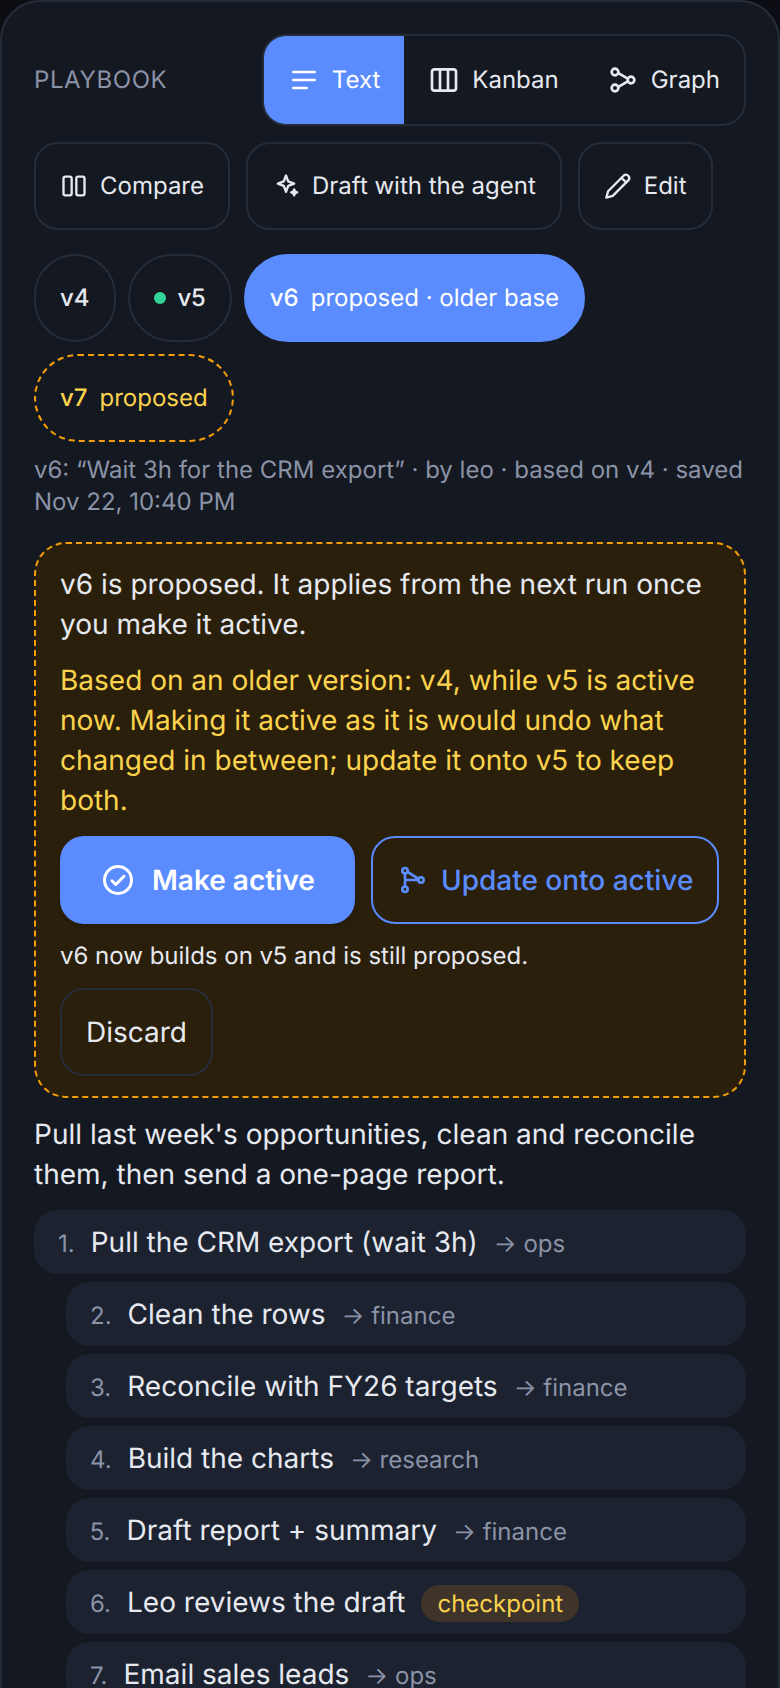 PLAYBOOK
Text
Kanban
Graph
Compare
Draft with the agent
Edit
v4
v5
v6 proposed · older base
v7 proposed
v6: “Wait 3h for the CRM export” · by leo · based on v4 · saved
Nov 22, 10:40 PM
v6 is proposed. It applies from the next run once
you make it active.
Based on an older version: v4, while v5 is active
now. Making it active as it is would undo what
changed in between; update it onto v5 to keep
both.
Make active
Update onto active
v6 now builds on v5 and is still proposed.
Discard
Pull last week's opportunities, clean and reconcile
them, then send a one-page report.
1. Pull the CRM export (wait 3h) → ops
2. Clean the rows → finance
3. Reconcile with FY26 targets → finance
4. Build the charts → research
5. Draft report + summary → finance
6. Leo reviews the draft checkpoint
7. Email sales leads → ops